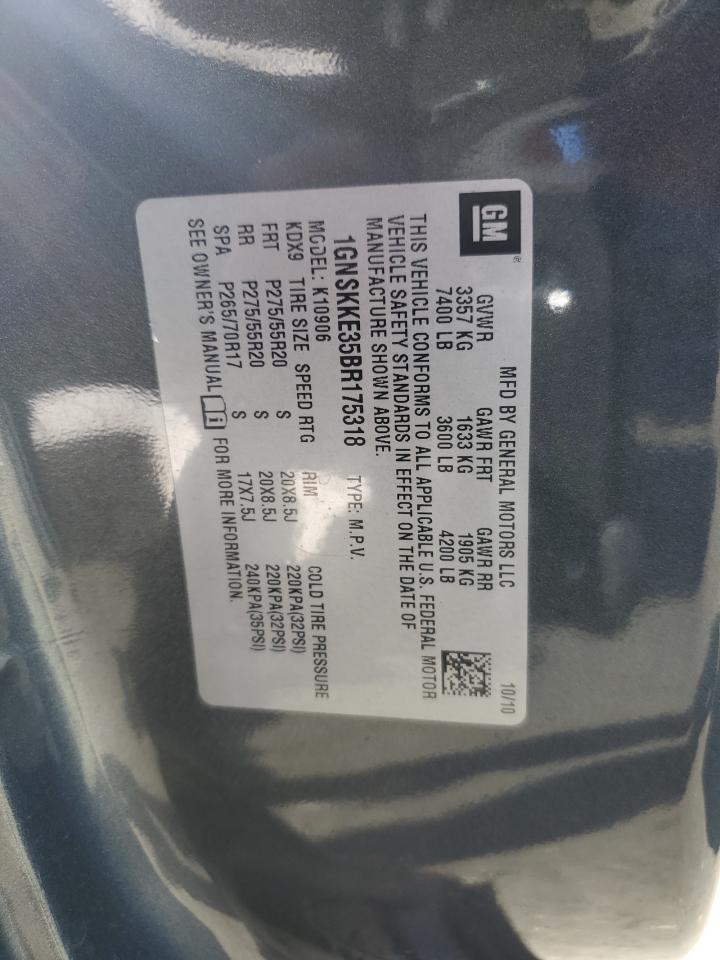 GM®
MFD BY GENERAL MOTORS LLC 10/10
GVWR GAWR FRT GAWR RR
3357 KG 1633 KG 1905 KG
7400 LB 3600 LB 4200 LB
THIS VEHICLE CONFORMS TO ALL APPLICABLE U.S. FEDERAL MOTOR
VEHICLE SAFETY STANDARDS IN EFFECT ON THE DATE OF
MANUFACTURE SHOWN ABOVE.
1GNSKKE35BR175318 TYPE: M.P.V.
MODEL: K10906
KDX9 TIRE SIZE SPEED RTG RIM COLD TIRE PRESSURE
FRT P275/55R20 S 20X8.5J 220KPA(32PSI)
RR P275/55R20 S 20X8.5J 220KPA(32PSI)
SPA P265/70R17 S 17X7.5J 240KPA(35PSI)
SEE OWNER'S MANUAL FOR MORE INFORMATION.